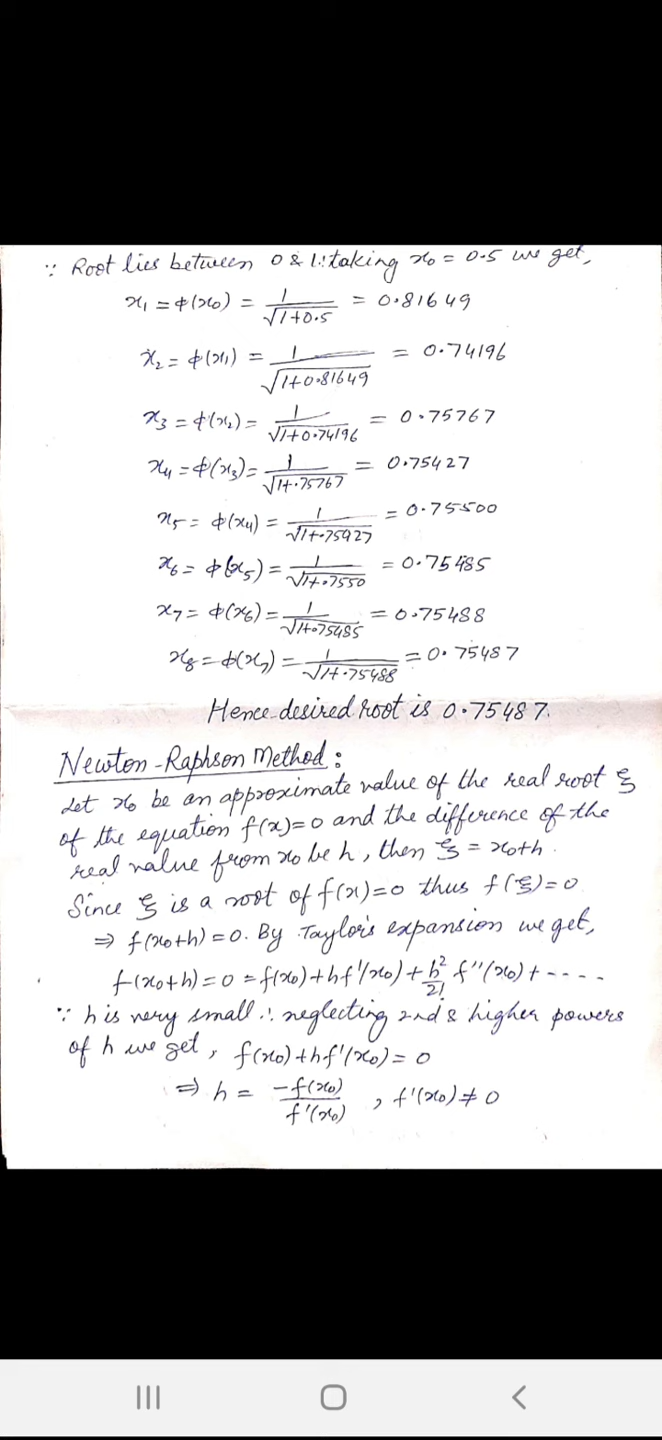 ∵ Root lies between 0 & 1 ∴ taking x₀ = 0.5 we get,
x₁ = φ(x₀) = 1/√(1+0.5) = 0.81649
x₂ = φ(x₁) = 1/√(1+0.81649) = 0.74196
x₃ = φ(x₂) = 1/√(1+0.74196) = 0.75767
x₄ = φ(x₃) = 1/√(1+.75767) = 0.75427
x₅ = φ(x₄) = 1/√(1+.75427) = 0.75500
x₆ = φ(x₅) = 1/√(1+.7550) = 0.75485
x₇ = φ(x₆) = 1/√(1+.75485) = 0.75488
x₈ = φ(x₇) = 1/√(1+.75488) = 0.75487
Hence desired root is 0.75487.
Newton-Raphson Method:
Let x₀ be an approximate value of the real root ξ
of the equation f(x)=0 and the difference of the
real value from x₀ be h, then ξ = x₀+h.
Since ξ is a root of f(x)=0 thus f(ξ)=0
⇒ f(x₀+h)=0. By Taylor's expansion we get,
f(x₀+h)=0 = f(x₀)+hf'(x₀)+h²/2! f''(x₀)+----.
∵ h is very small ∴ neglecting 2nd & higher powers
of h we get, f(x₀)+hf'(x₀)=0
⇒ h = -f(x₀)/f'(x₀) , f'(x₀)≠0